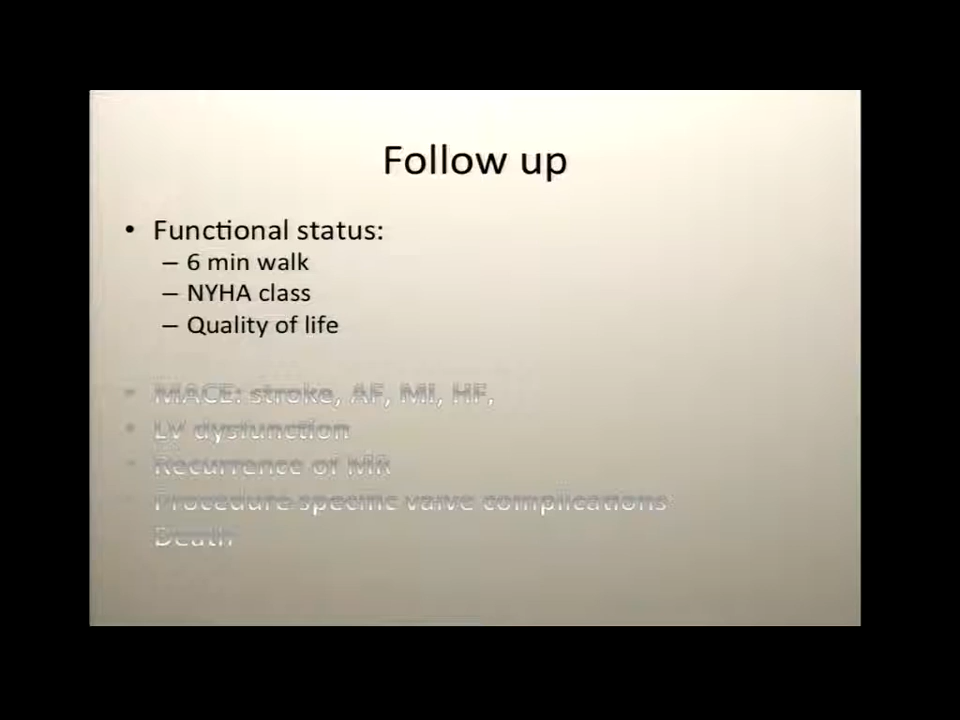 Follow up
• Functional status:
– 6 min walk
– NYHA class
– Quality of life
• MACE: stroke, AF, MI, HF,
• LV dysfunction
• Recurrence of MR
• Procedure specific valve complications
Death